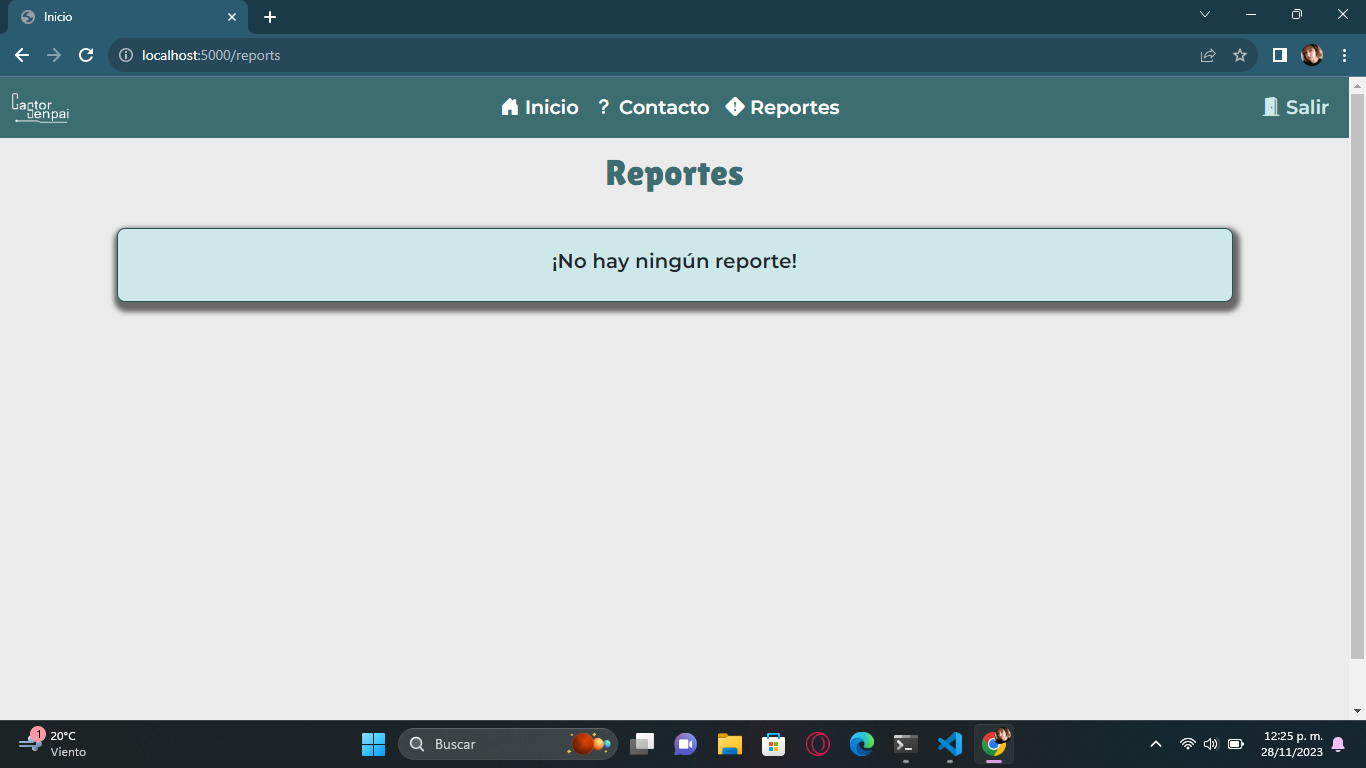 Inicio
localhost:5000/reports
Cantor
Senpai
Inicio
? Contacto
Reportes
Salir
Reportes
¡No hay ningún reporte!
1
20°C
Viento
Buscar
12:25 p. m.
28/11/2023